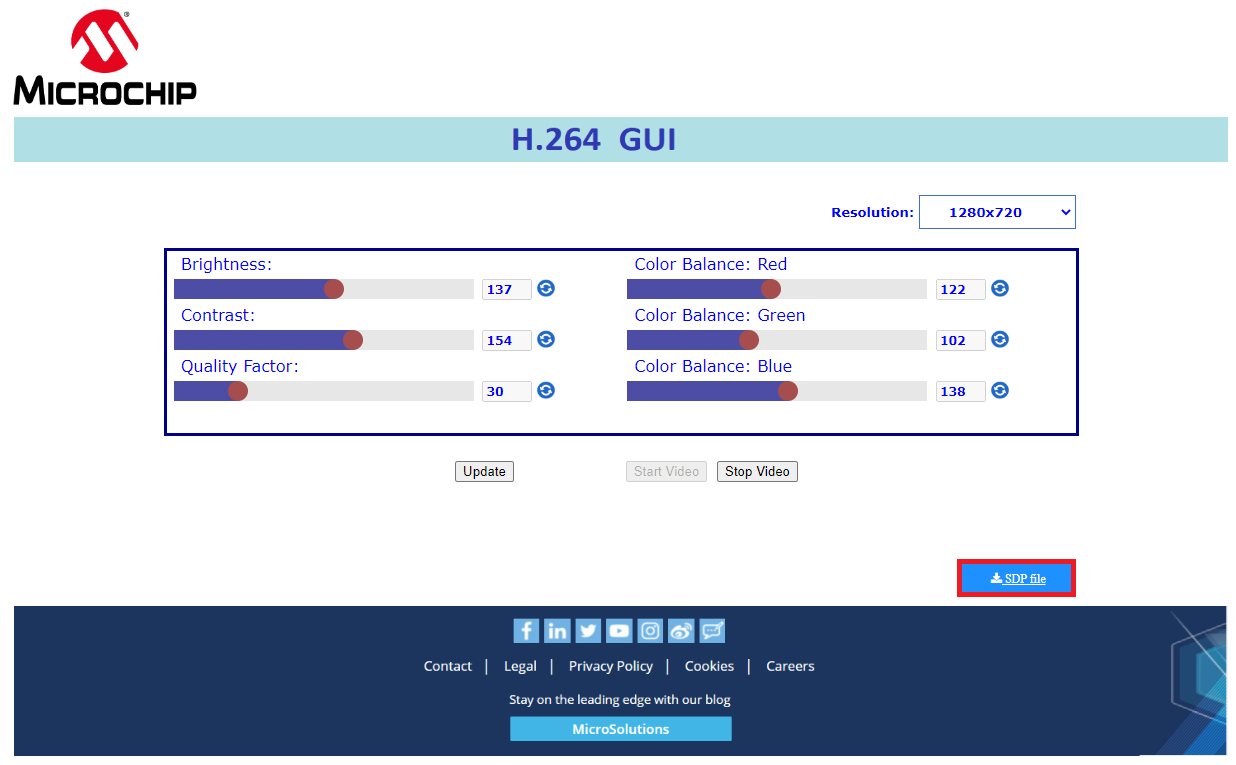 MICROCHIP
H.264 GUI
Resolution: 1280x720
Brightness:
137
Contrast:
154
Quality Factor:
30
Color Balance: Red
122
Color Balance: Green
102
Color Balance: Blue
138
Update Start Video Stop Video
SDP file
Contact | Legal | Privacy Policy | Cookies | Careers
Stay on the leading edge with our blog
MicroSolutions